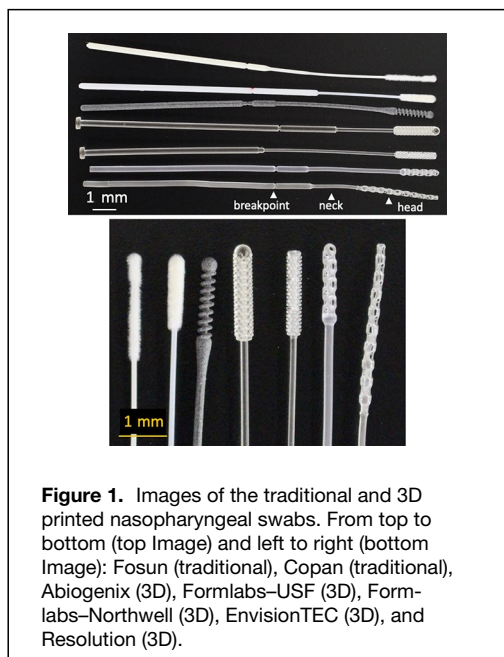 1 mm
breakpoint neck head
1 mm
Figure 1. Images of the traditional and 3D
printed nasopharyngeal swabs. From top to
bottom (top Image) and left to right (bottom
Image): Fosun (traditional), Copan (traditional),
Abiogenix (3D), Formlabs–USF (3D), Form-
labs–Northwell (3D), EnvisionTEC (3D), and
Resolution (3D).